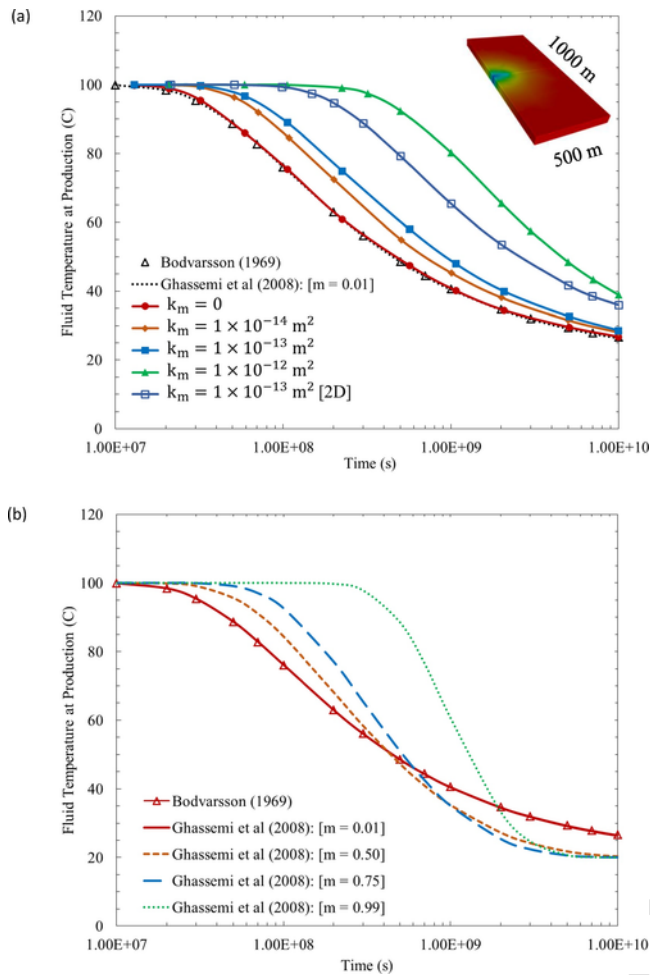 (a)
120
100
80
60
40
20
0
Fluid Temperature at Production (C)
1000 m
500 m
Bodvarsson (1969)
Ghassemi et al (2008): [m = 0.01]
k_m = 0
k_m = 1 × 10⁻¹⁴ m²
k_m = 1 × 10⁻¹³ m²
k_m = 1 × 10⁻¹² m²
k_m = 1 × 10⁻¹³ m² [2D]
1.00E+07 1.00E+08 1.00E+09 1.00E+10
Time (s)
(b)
120
100
80
60
40
20
0
Fluid Temperature at Production (C)
Bodvarsson (1969)
Ghassemi et al (2008): [m = 0.01]
Ghassemi et al (2008): [m = 0.50]
Ghassemi et al (2008): [m = 0.75]
Ghassemi et al (2008): [m = 0.99]
1.00E+07 1.00E+08 1.00E+09 1.00E+10
Time (s)